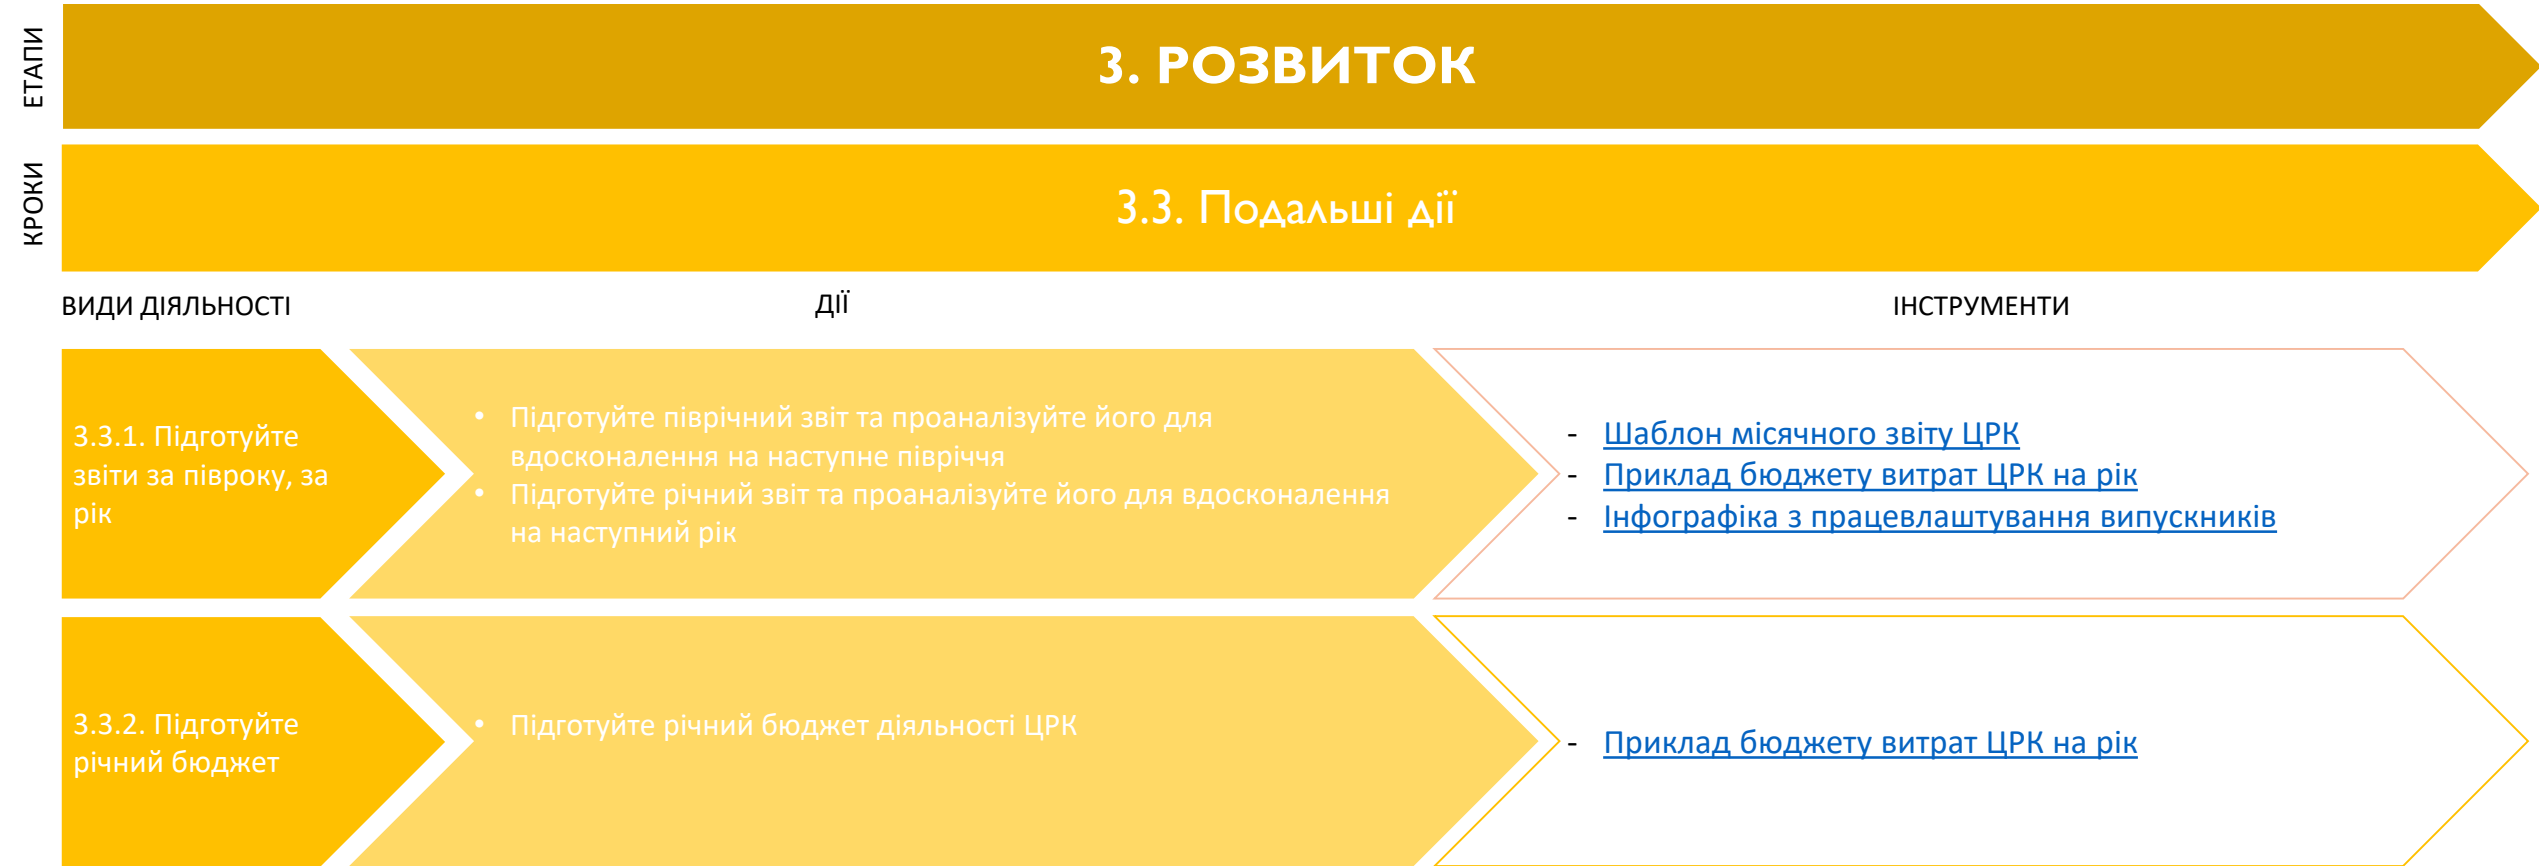 ЕТАПИ
3. РОЗВИТОК
КРОКИ
3.3. Подальші дії
ВИДИ ДІЯЛЬНОСТІ
ДІЇ
ІНСТРУМЕНТИ
3.3.1. Підготуйте
звіти за півроку, за
рік
• Підготуйте піврічний звіт та проаналізуйте його для
вдосконалення на наступне півріччя
• Підготуйте річний звіт та проаналізуйте його для вдосконалення
на наступний рік
- Шаблон місячного звіту ЦРК
- Приклад бюджету витрат ЦРК на рік
- Інфографіка з працевлаштування випускників
3.3.2. Підготуйте
річний бюджет
• Підготуйте річний бюджет діяльності ЦРК
- Приклад бюджету витрат ЦРК на рік